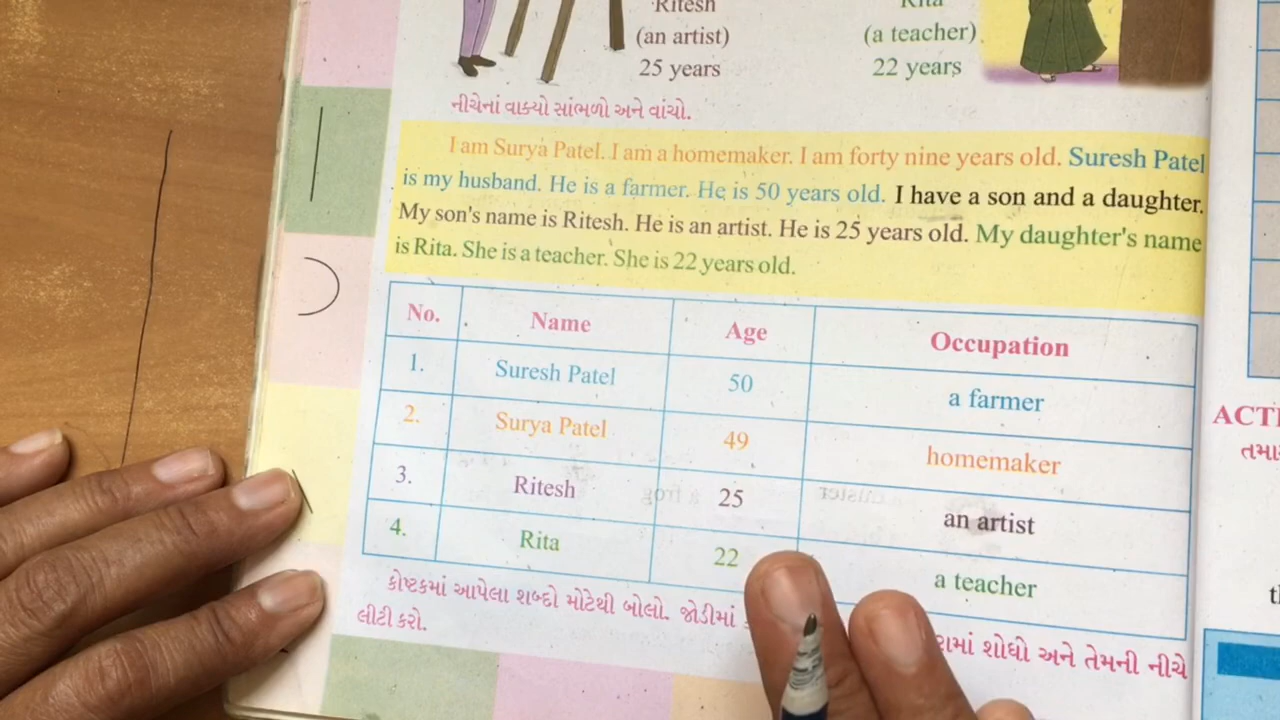 Ritesh
(an artist)
25 years
Rita
(a teacher)
22 years
નીચેનાં વાક્યો સાંભળો અને વાંચો.
I am Surya Patel. I am a homemaker. I am forty nine years old. Suresh Patel
is my husband. He is a farmer. He is 50 years old. I have a son and a daughter.
My son's name is Ritesh. He is an artist. He is 25 years old. My daughter's name
is Rita. She is a teacher. She is 22 years old.
No. Name Age Occupation
1. Suresh Patel 50 a farmer
2. Surya Patel 49 homemaker
3. Ritesh 25 an artist
4. Rita 22 a teacher
કોષ્ટકમાં આપેલા શબ્દો મોટેથી બોલો. જોડીમાં શોધો અને તેમની નીચે
લીટી કરો.